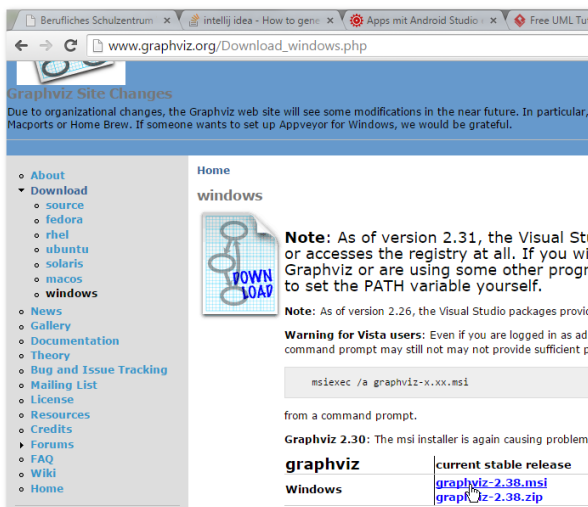 Berufliches Schulzentrum
intellij idea - How to gene
Apps mit Android Studio
Free UML Tu
www.graphviz.org/Download_windows.php
Graphviz Site Changes
Due to organizational changes, the Graphviz web site will see some modifications in the near future. In particular,
Macports or Home Brew. If someone wants to set up Appveyor for Windows, we would be grateful.
About
Download
source
fedora
rhel
ubuntu
solaris
macos
windows
News
Gallery
Documentation
Theory
Bug and Issue Tracking
Mailing List
License
Resources
Credits
Forums
FAQ
Wiki
Home
Home
windows
DOWN
LOAD
Note: As of version 2.31, the Visual St
or accesses the registry at all. If you wi
Graphviz or are using some other progr
to set the PATH variable yourself.
Note: As of version 2.26, the Visual Studio packages provi
Warning for Vista users: Even if you are logged in as ad
command prompt may still not may not provide sufficient p
msiexec /a graphviz-x.xx.msi
from a command prompt.
Graphviz 2.30: The msi installer is again causing problem
graphviz current stable release
Windows graphviz-2.38.msi
graphviz-2.38.zip